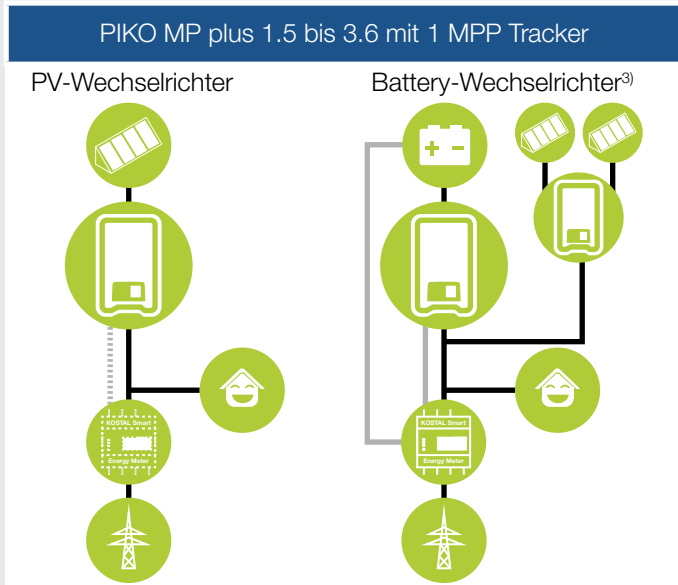 PIKO MP plus 1.5 bis 3.6 mit 1 MPP Tracker
PV-Wechselrichter
Battery-Wechselrichter3)
KOSTAL Smart
Energy Meter
KOSTAL Smart
Energy Meter